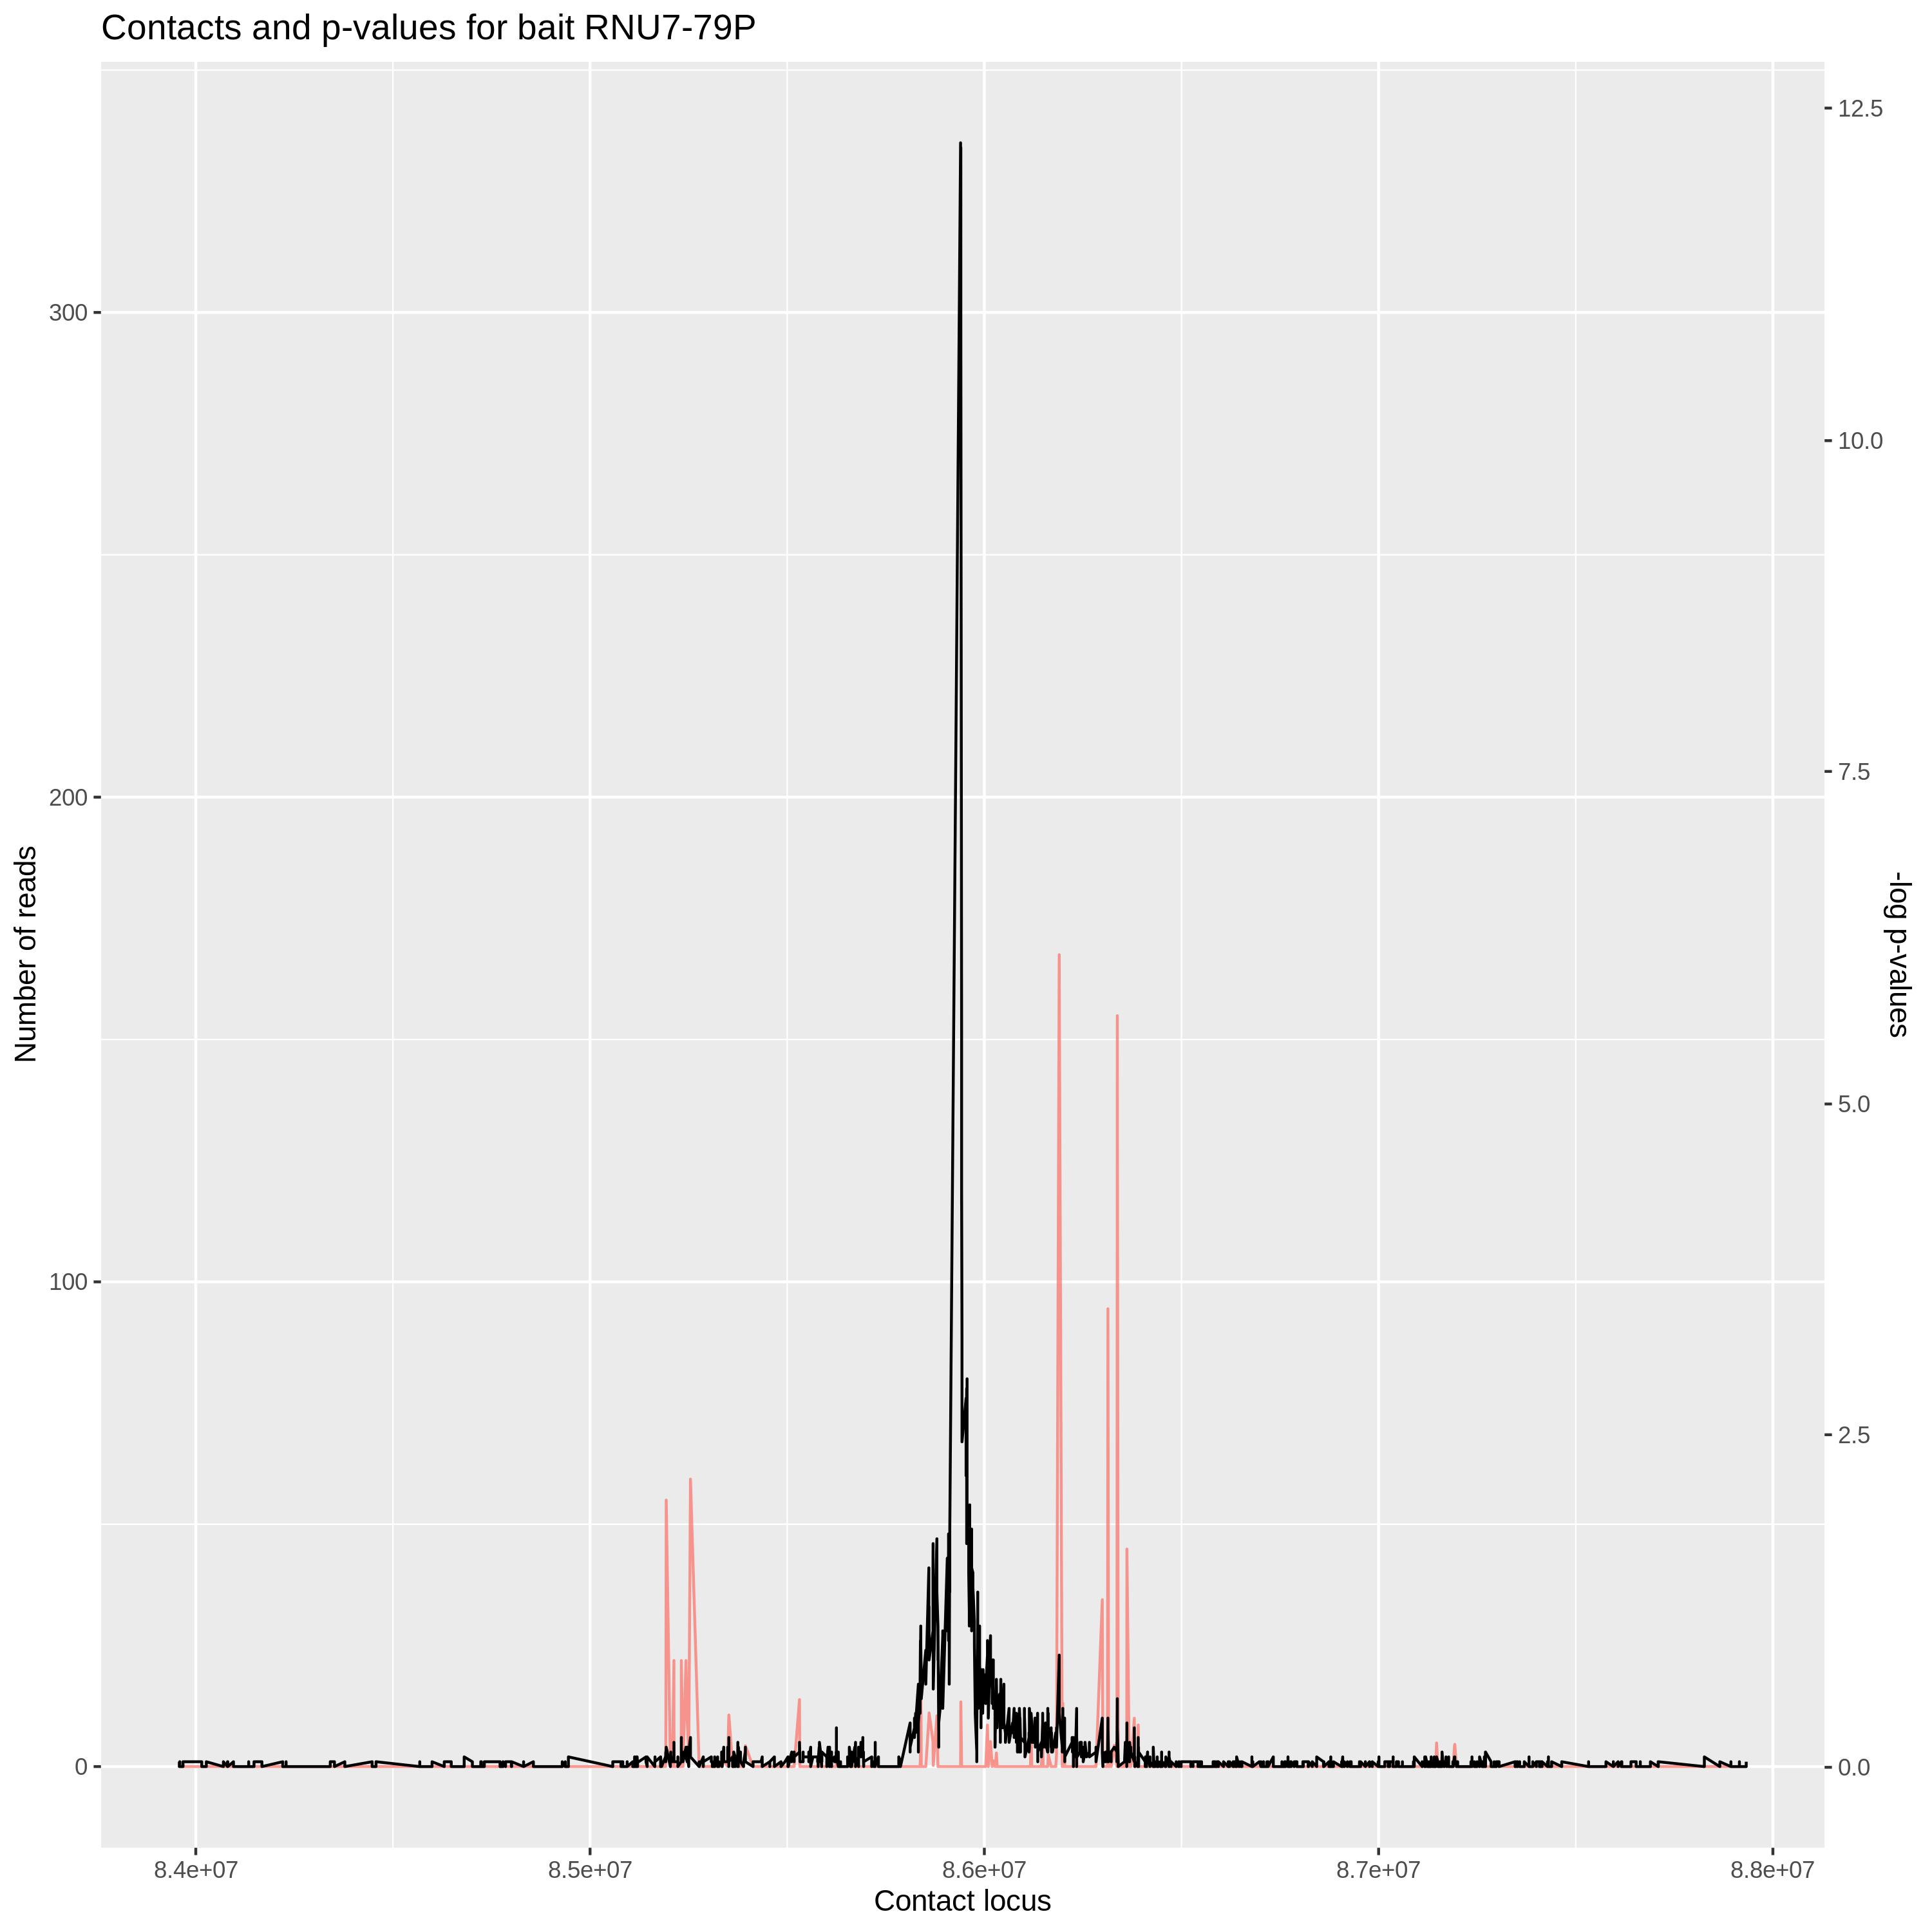 Contacts and p-values for bait RNU7-79P
12.5
300
10.0
200
7.5
Number of reads
-log p-values
5.0
100
2.5
0
0.0
8.4e+07 8.5e+07 8.6e+07 8.7e+07 8.8e+07
Contact locus